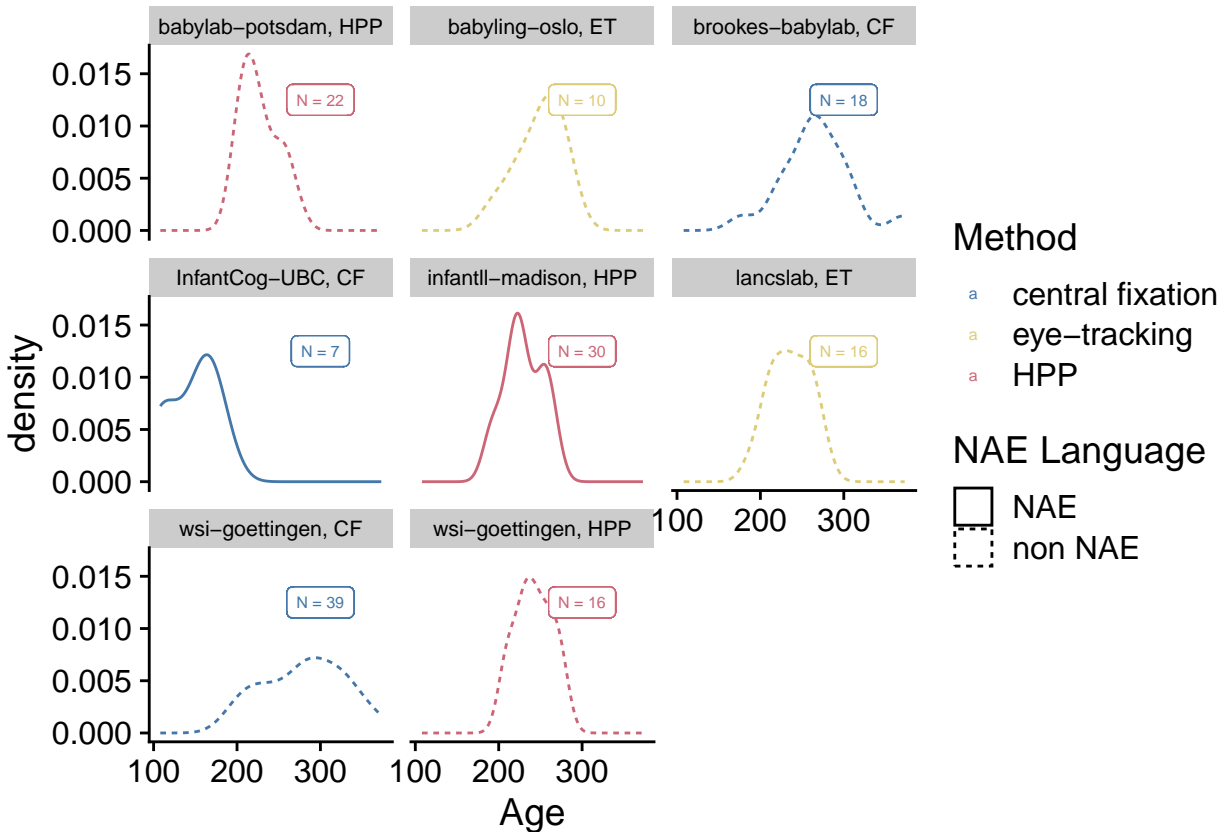 babylab−potsdam, HPP
babyling−oslo, ET
brookes−babylab, CF
0.015
0.010
0.005
0.000
N = 22
N = 10
N = 18
InfantCog−UBC, CF
infantll−madison, HPP
lancslab, ET
0.015
0.010
0.005
0.000
N = 7
N = 30
N = 16
100
200
300
wsi−goettingen, CF
wsi−goettingen, HPP
0.015
0.010
0.005
0.000
N = 39
N = 16
100
200
300
100
200
300
Age
density
Method
a central fixation
a eye−tracking
a HPP
NAE Language
NAE
non NAE